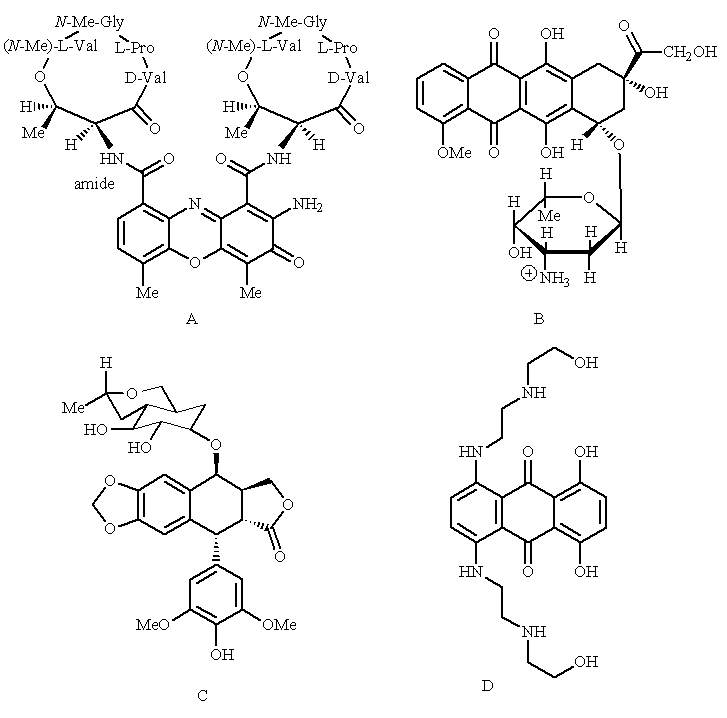 N-Me-Gly
(N-Me)-L-Val
L-Pro
D-Val
O
H
Me
H
O
HN
O
amide
N-Me-Gly
(N-Me)-L-Val
L-Pro
D-Val
O
H
Me
H
O
O
NH
N
NH2
O
O
Me
Me
A
O
OH
O
CH2OH
OH
OMe
O
OH
H
O
H
H
O
Me
H
H
H
OH
H
NH3
+
H
B
H
O
Me
HO
HO
O
O
O
O
O
MeO
OMe
OH
C
OH
NH
HN
O
OH
HN
O
OH
NH
OH
D